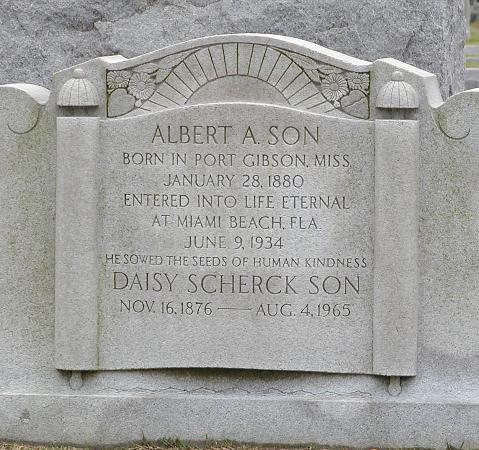 ALBERT A. SON
BORN IN PORT GIBSON, MISS.
JANUARY 28, 1880
ENTERED INTO LIFE ETERNAL
AT MIAMI BEACH, FLA.
JUNE 9, 1934
HE SOWED THE SEEDS OF HUMAN KINDNESS
DAISY SCHERCK SON
NOV. 16, 1876 — AUG. 4, 1965